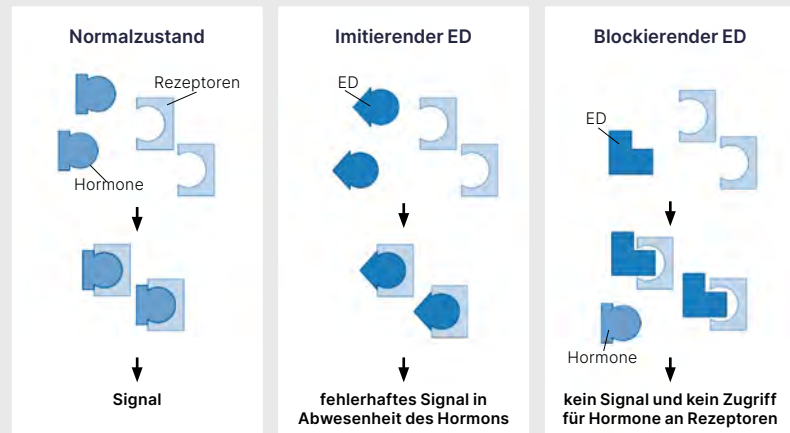 Normalzustand
Rezeptoren
Hormone
Signal
Imitierender ED
ED
fehlerhaftes Signal in
Abwesenheit des Hormons
Blockierender ED
ED
Hormone
kein Signal und kein Zugriff
für Hormone an Rezeptoren